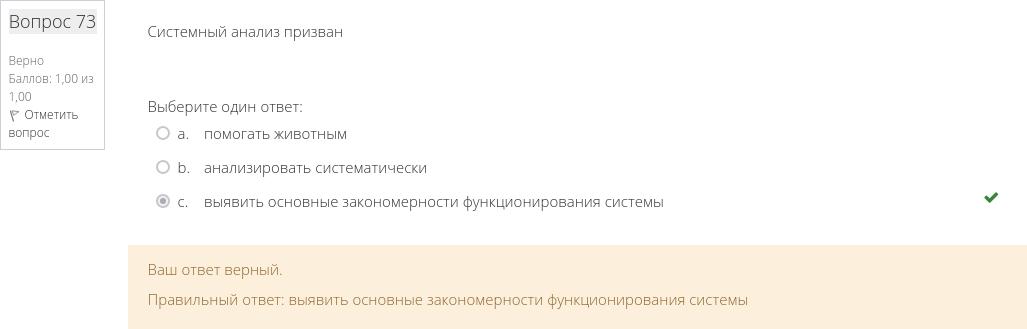 Вопрос 73
Верно
Баллов: 1,00 из
1,00
Отметить
вопрос
Системный анализ призван
Выберите один ответ:
a. помогать животным
b. анализировать систематически
c. выявить основные закономерности функционирования системы
Ваш ответ верный.
Правильный ответ: выявить основные закономерности функционирования системы